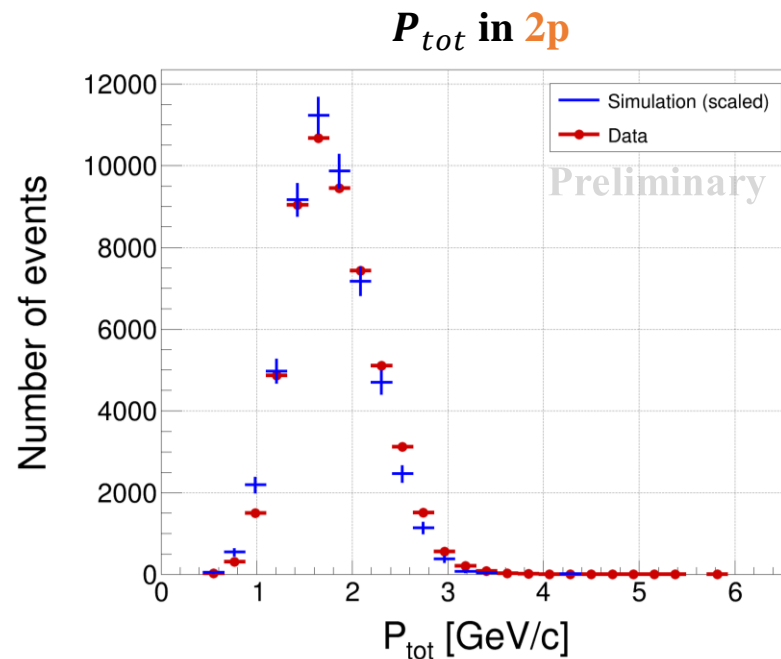 P_tot in 2p
12000
10000
8000
6000
4000
2000
0
Number of events
Simulation (scaled)
Data
Preliminary
0 1 2 3 4 5 6
P_tot [GeV/c]